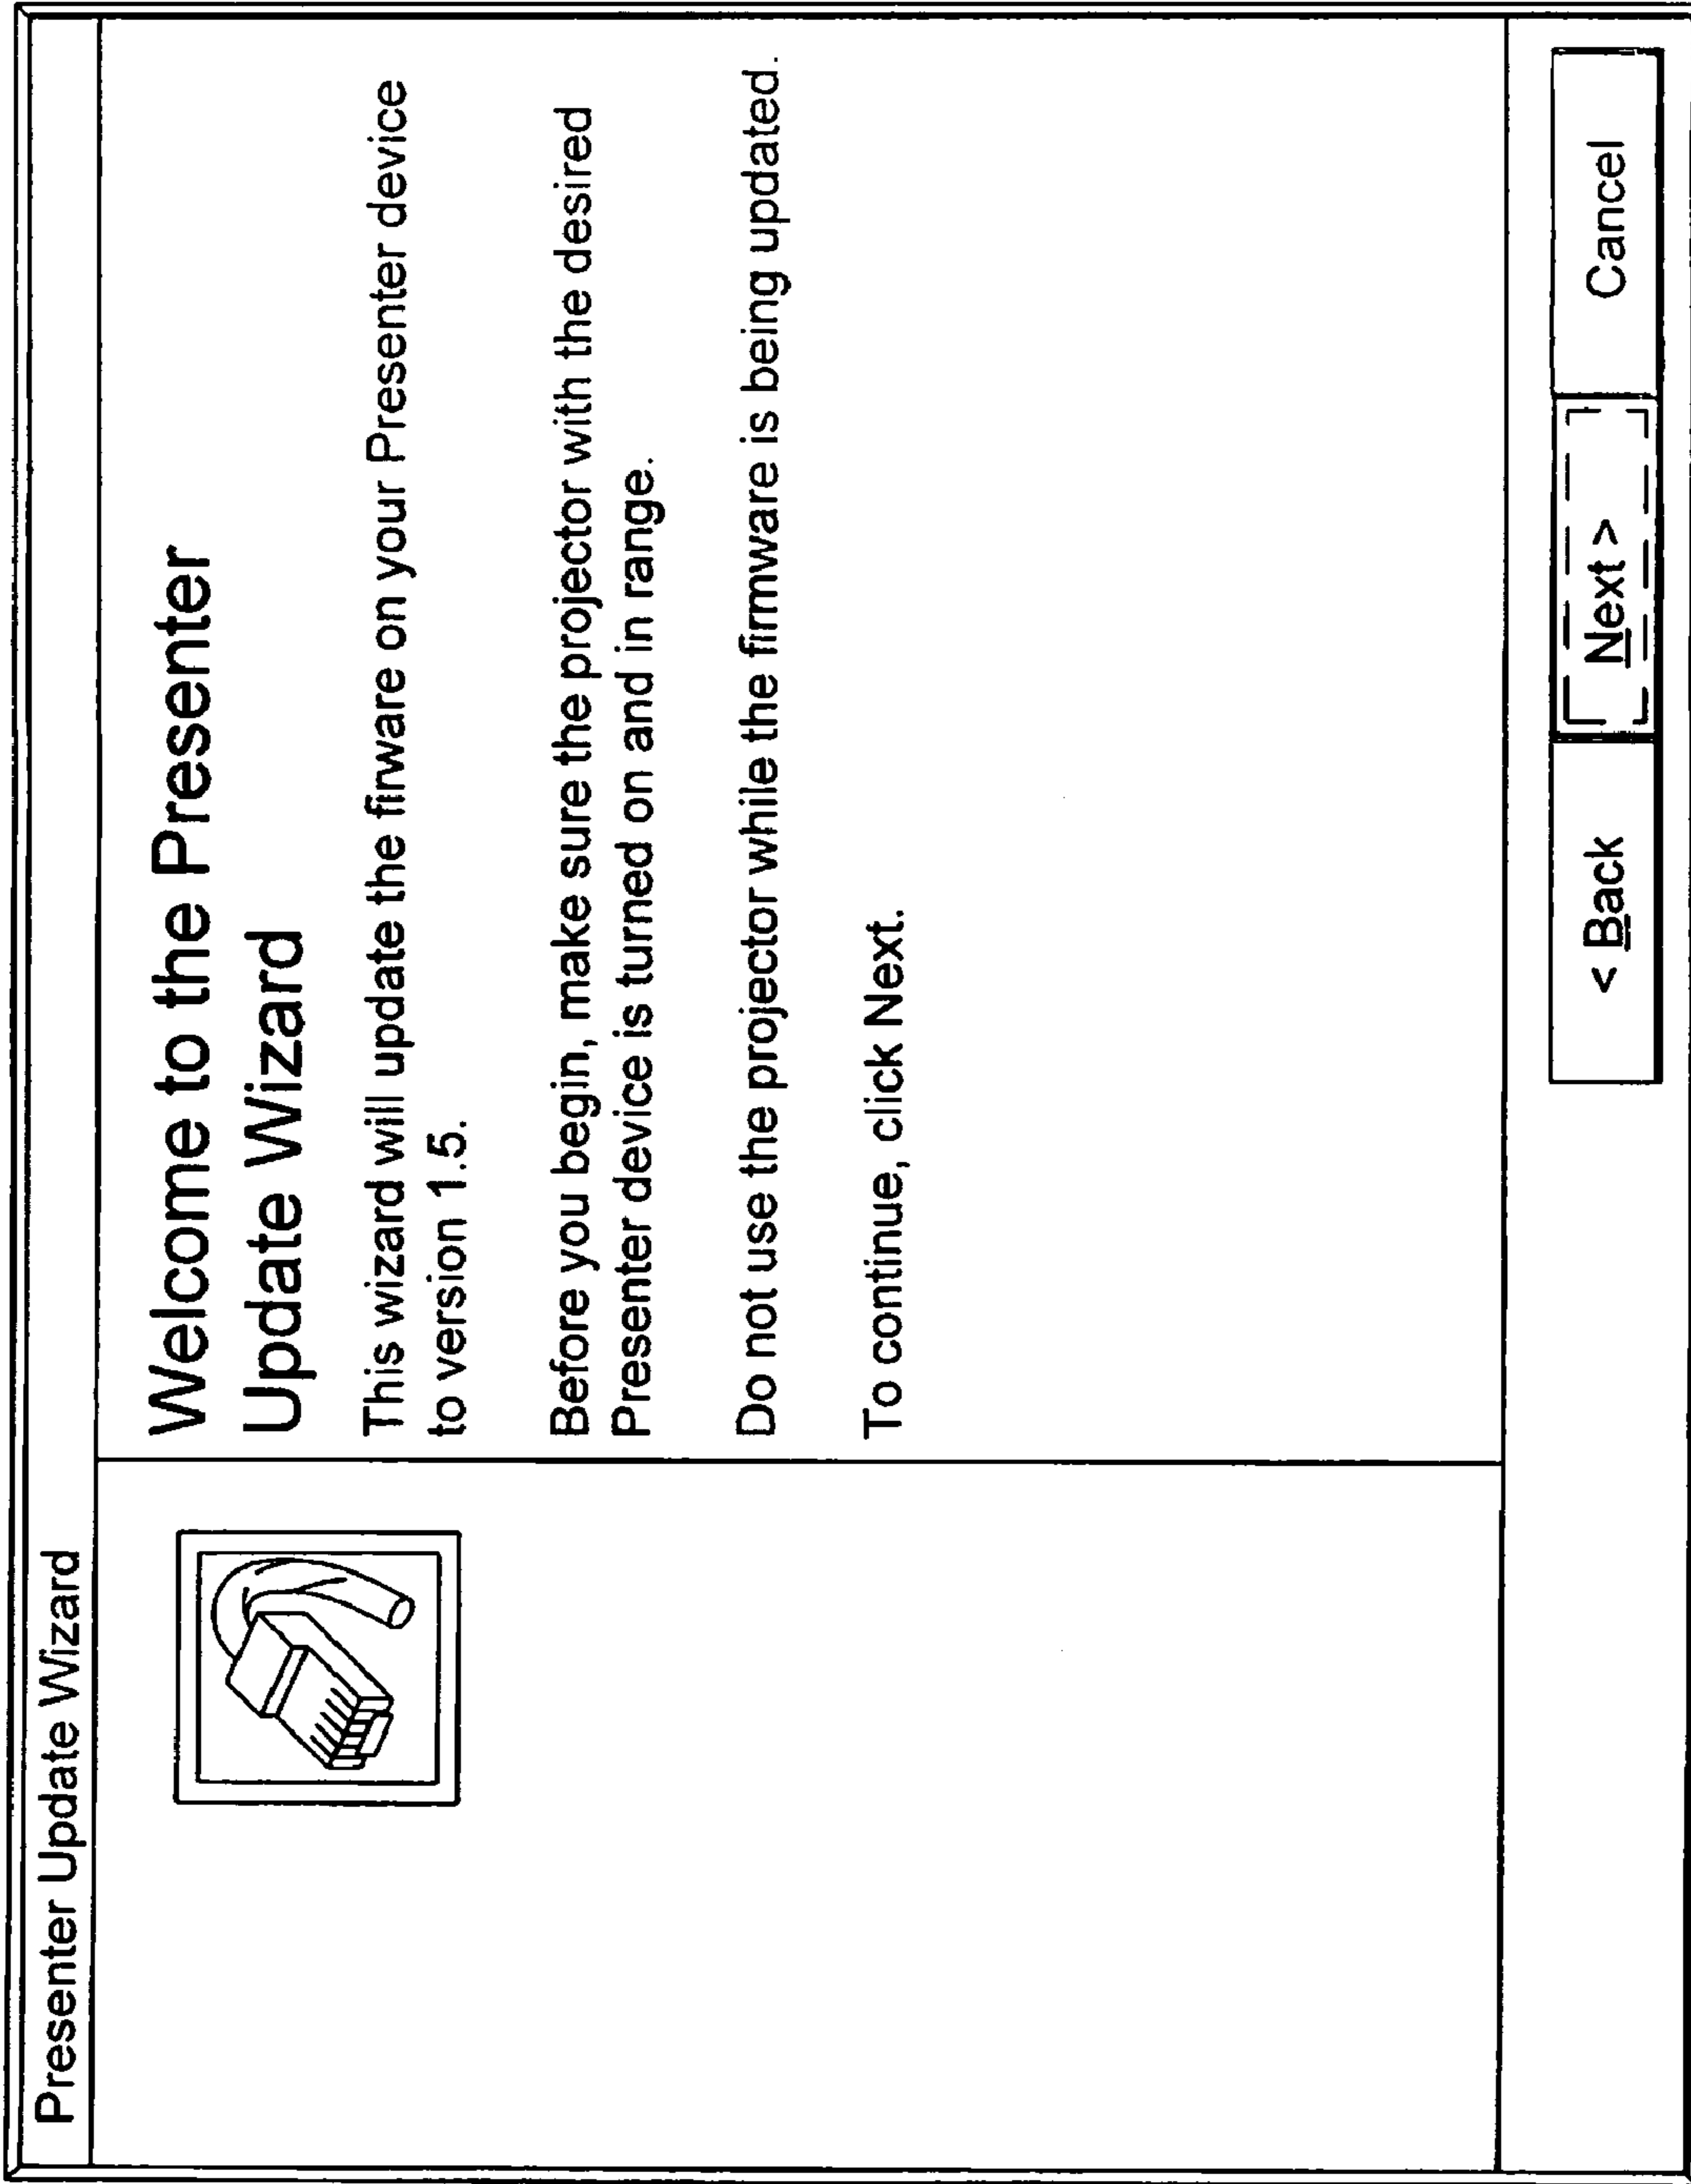 Presenter Update Wizard
Welcome to the Presenter
Update Wizard
This wizard will update the firware on your Presenter device
to version 1.5.
Before you begin, make sure the projector with the desired
Presenter device is turned on and in range.
Do not use the projector while the firmware is being updated.
To continue, click Next.
< Back
Next >
Cancel